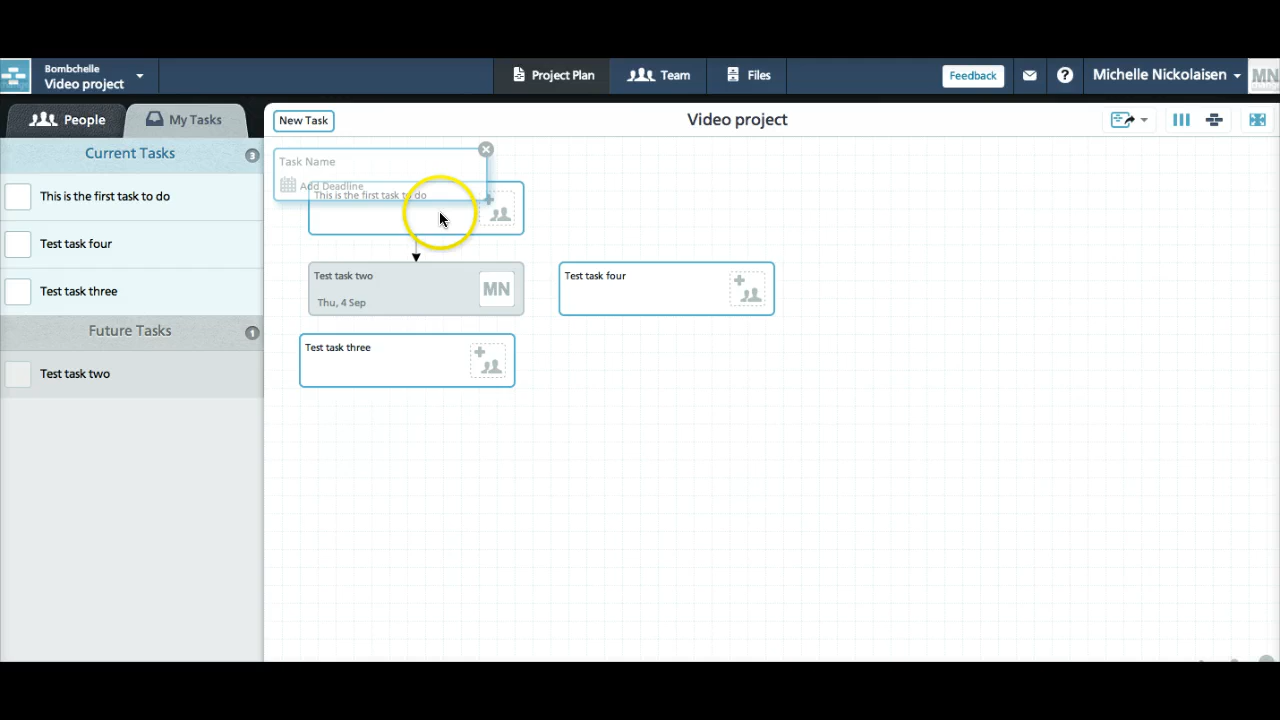 Bombchelle
Video project
Project Plan
Team
Files
Feedback
Michelle Nickolaisen
MN
People
My Tasks
New Task
Video project
Current Tasks
3
This is the first task to do
Test task four
Test task three
Future Tasks
1
Test task two
Task Name
Add Deadline
This is the first task to do
Test task two
MN
Thu, 4 Sep
Test task four
Test task three